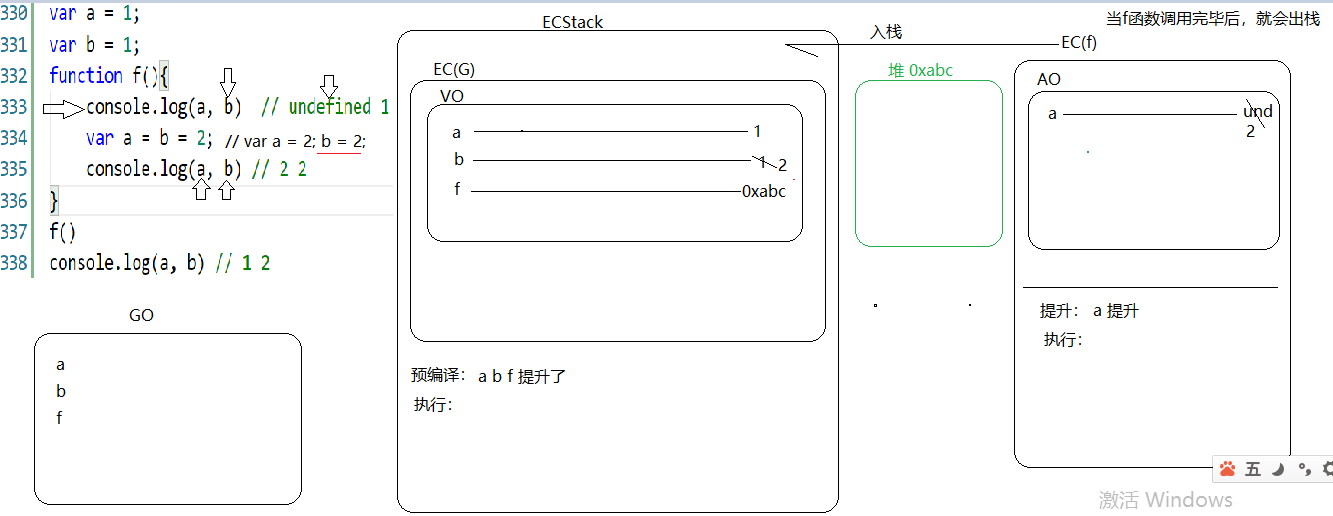 330 var a = 1;
331 var b = 1;
332 function f(){
333 console.log(a, b) // undefined 1
334 var a = b = 2; // var a = 2; b = 2;
335 console.log(a, b) // 2 2
336 }
337 f()
338 console.log(a, b) // 1 2
GO
a
b
f
ECStack
EC(G)
VO
a 1
b 1 2
f 0xabc
预编译： a b f 提升了
执行：
入栈
堆 0xabc
当f函数调用完毕后，就会出栈
EC(f)
AO
a und
2
提升： a 提升
执行：
五
激活 Windows